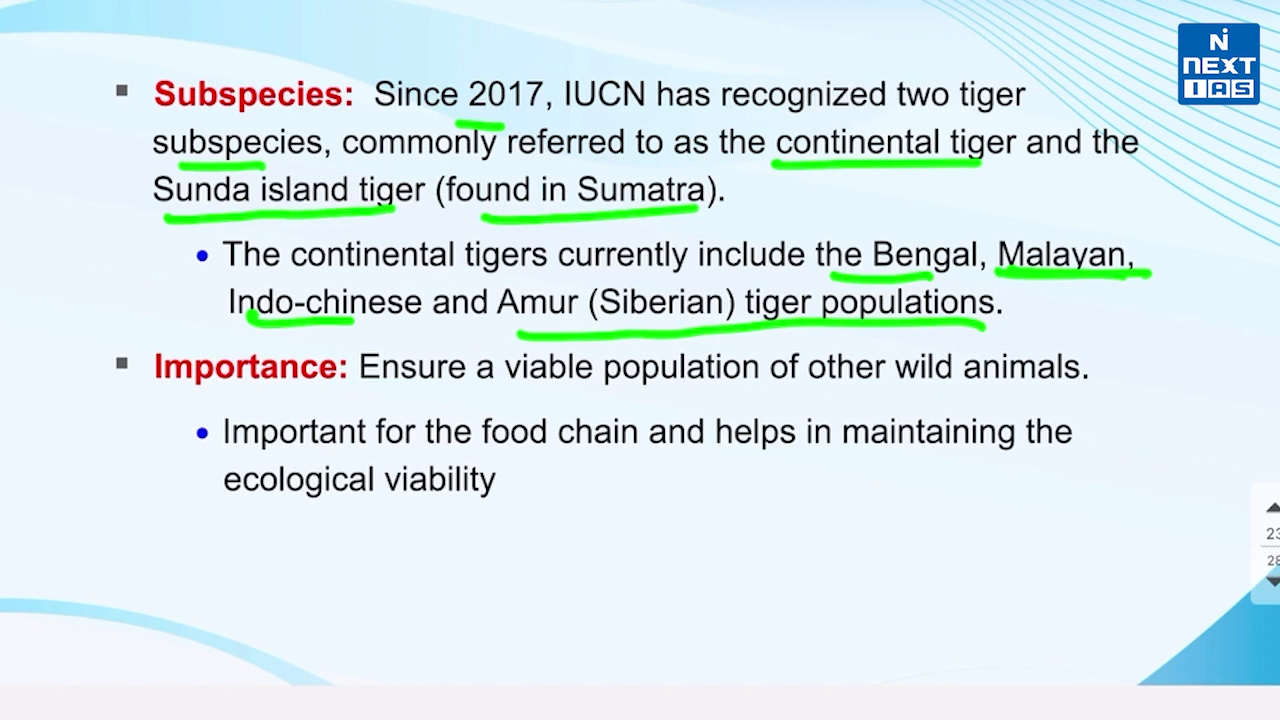 NEXT
IAS
▪ Subspecies: Since 2017, IUCN has recognized two tiger
subspecies, commonly referred to as the continental tiger and the
Sunda island tiger (found in Sumatra).
• The continental tigers currently include the Bengal, Malayan,
Indo-chinese and Amur (Siberian) tiger populations.
▪ Importance: Ensure a viable population of other wild animals.
• Important for the food chain and helps in maintaining the
ecological viability
23
28